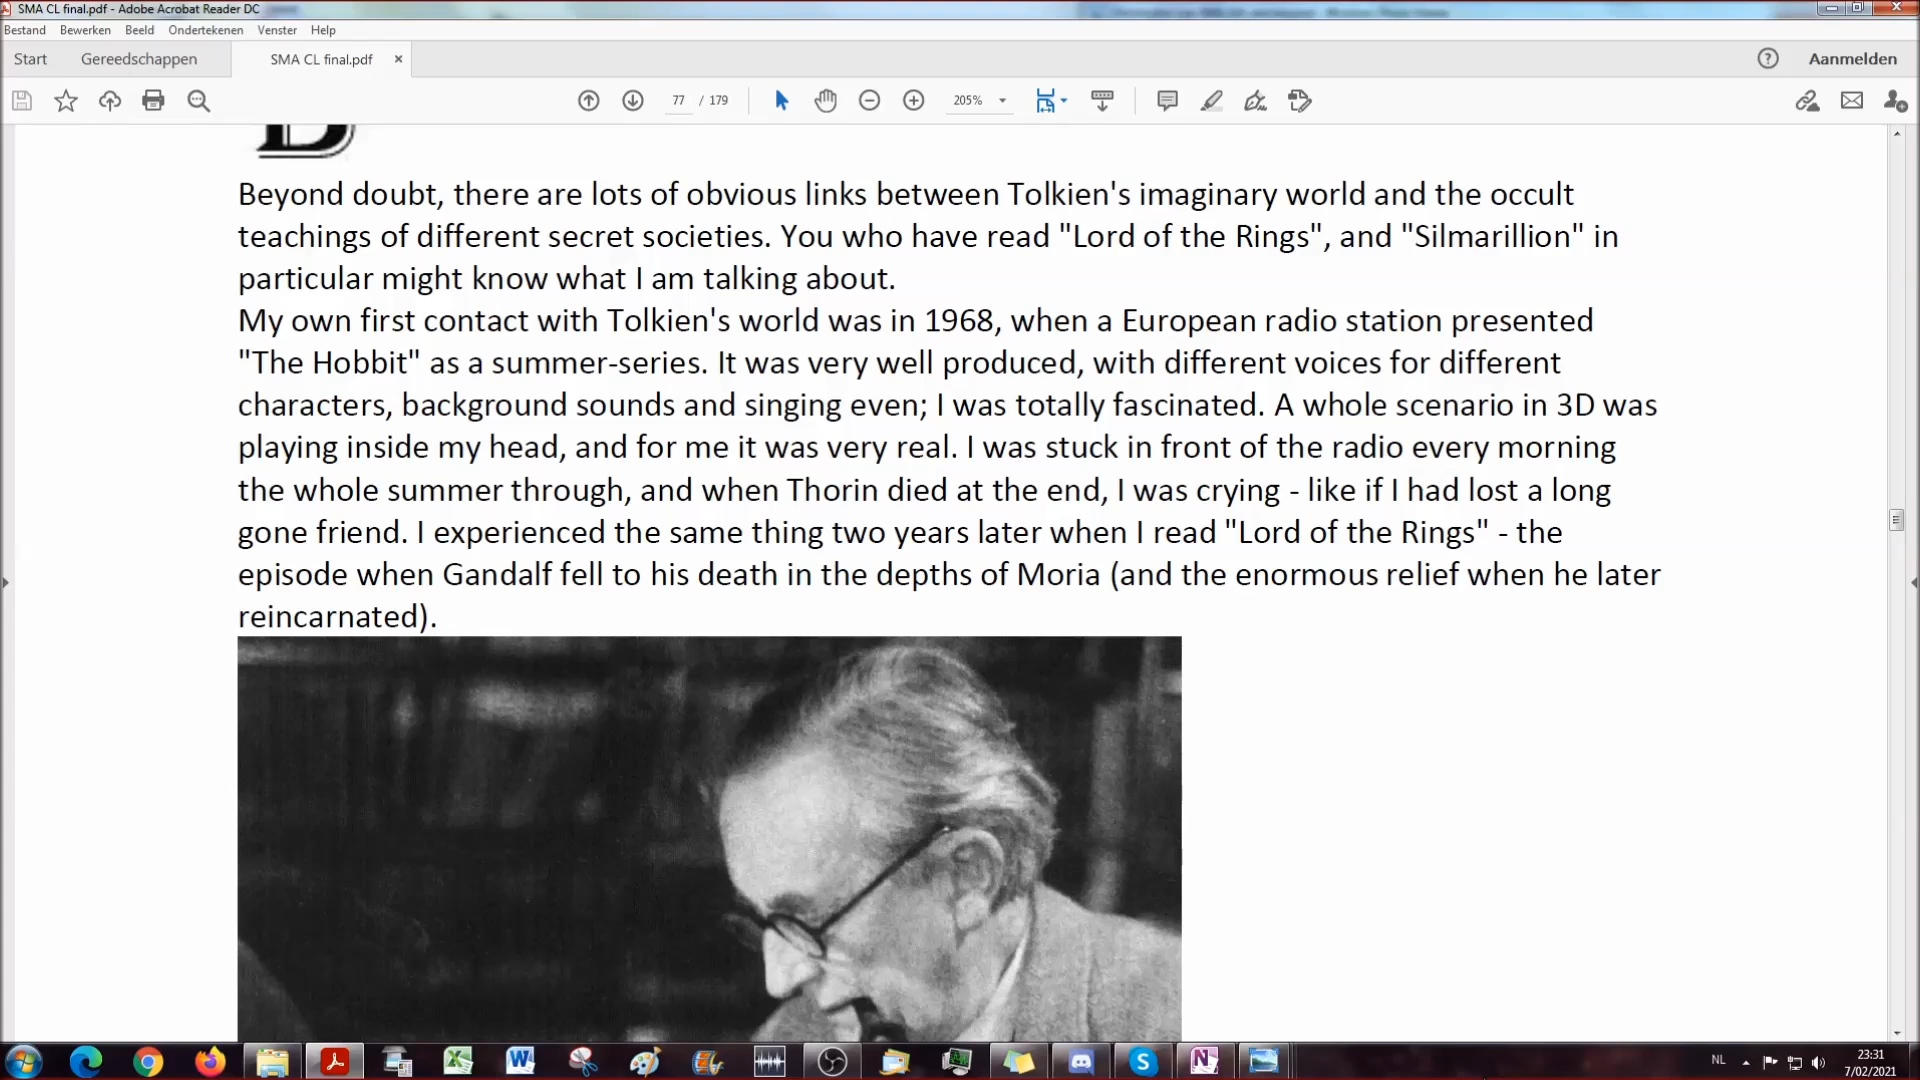 SMA CL final.pdf - Adobe Acrobat Reader DC
Bestand Bewerken Beeld Ondertekenen Venster Help
Start Gereedschappen SMA CL final.pdf × Aanmelden
77 / 179 205%
Beyond doubt, there are lots of obvious links between Tolkien's imaginary world and the occult
teachings of different secret societies. You who have read "Lord of the Rings", and "Silmarillion" in
particular might know what I am talking about.
My own first contact with Tolkien's world was in 1968, when a European radio station presented
"The Hobbit" as a summer-series. It was very well produced, with different voices for different
characters, background sounds and singing even; I was totally fascinated. A whole scenario in 3D was
playing inside my head, and for me it was very real. I was stuck in front of the radio every morning
the whole summer through, and when Thorin died at the end, I was crying - like if I had lost a long
gone friend. I experienced the same thing two years later when I read "Lord of the Rings" - the
episode when Gandalf fell to his death in the depths of Moria (and the enormous relief when he later
reincarnated).
NL 23:31
7/02/2021